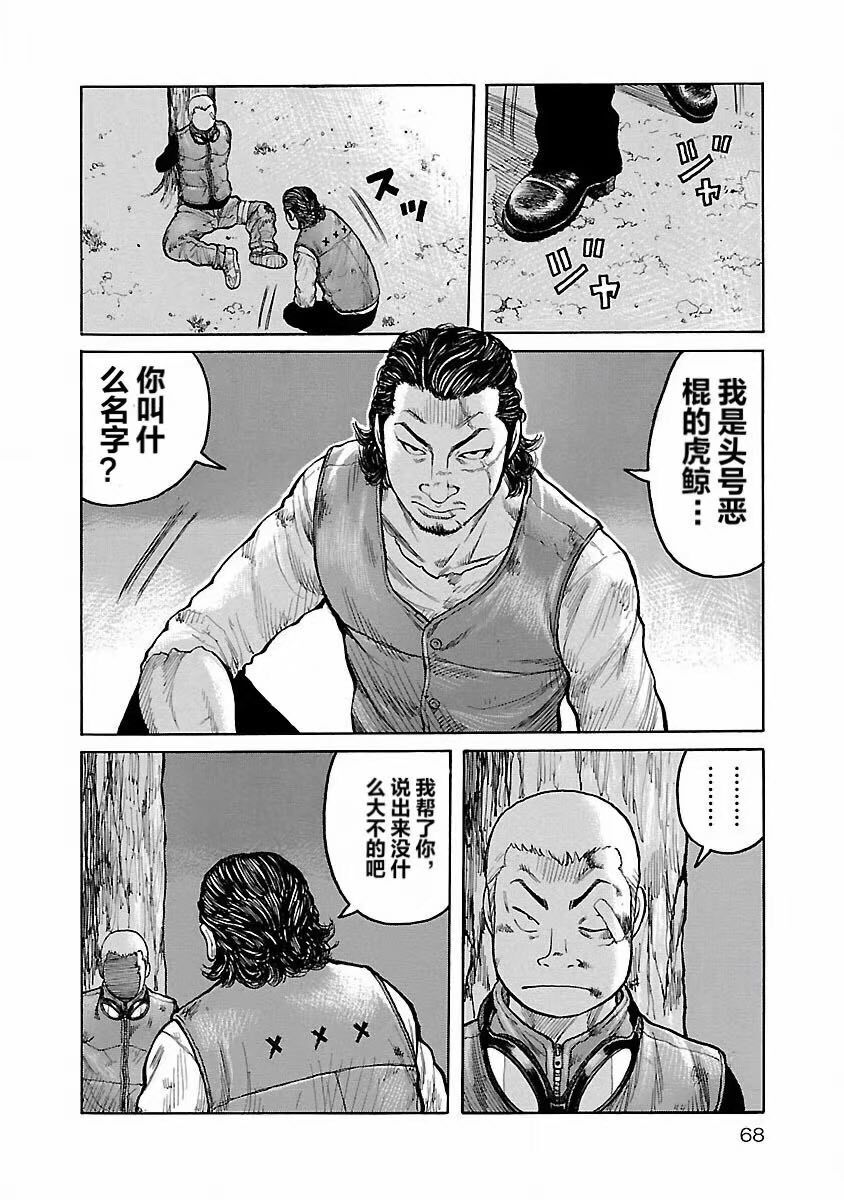 ジャ
ジャ
スッ
我是头号恶
棍的虎鲸…
你叫什
么名字？
……
……
我帮了你，
说出来没什
么大不的吧
68